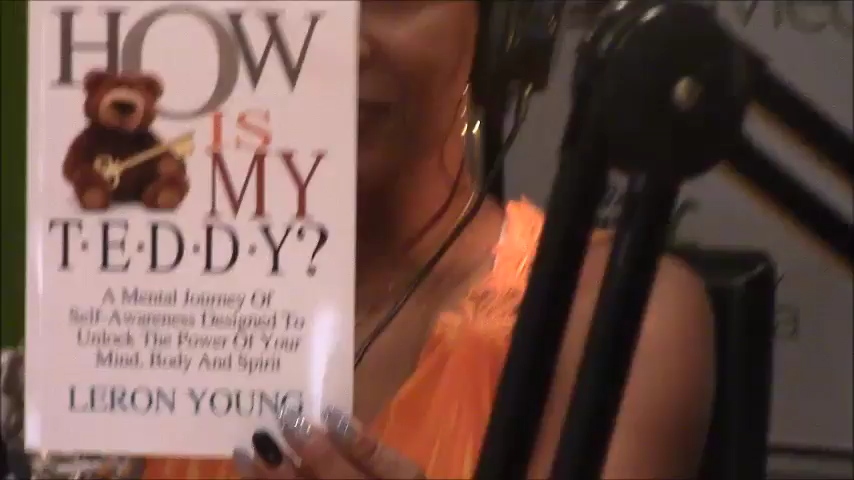 HOW
IS
MY
T·E·D·D·Y?
A Mental Journey Of
Self-Awareness Designed To
Unlock The Power Of Your
Mind, Body And Spirit
LERON YOUNG